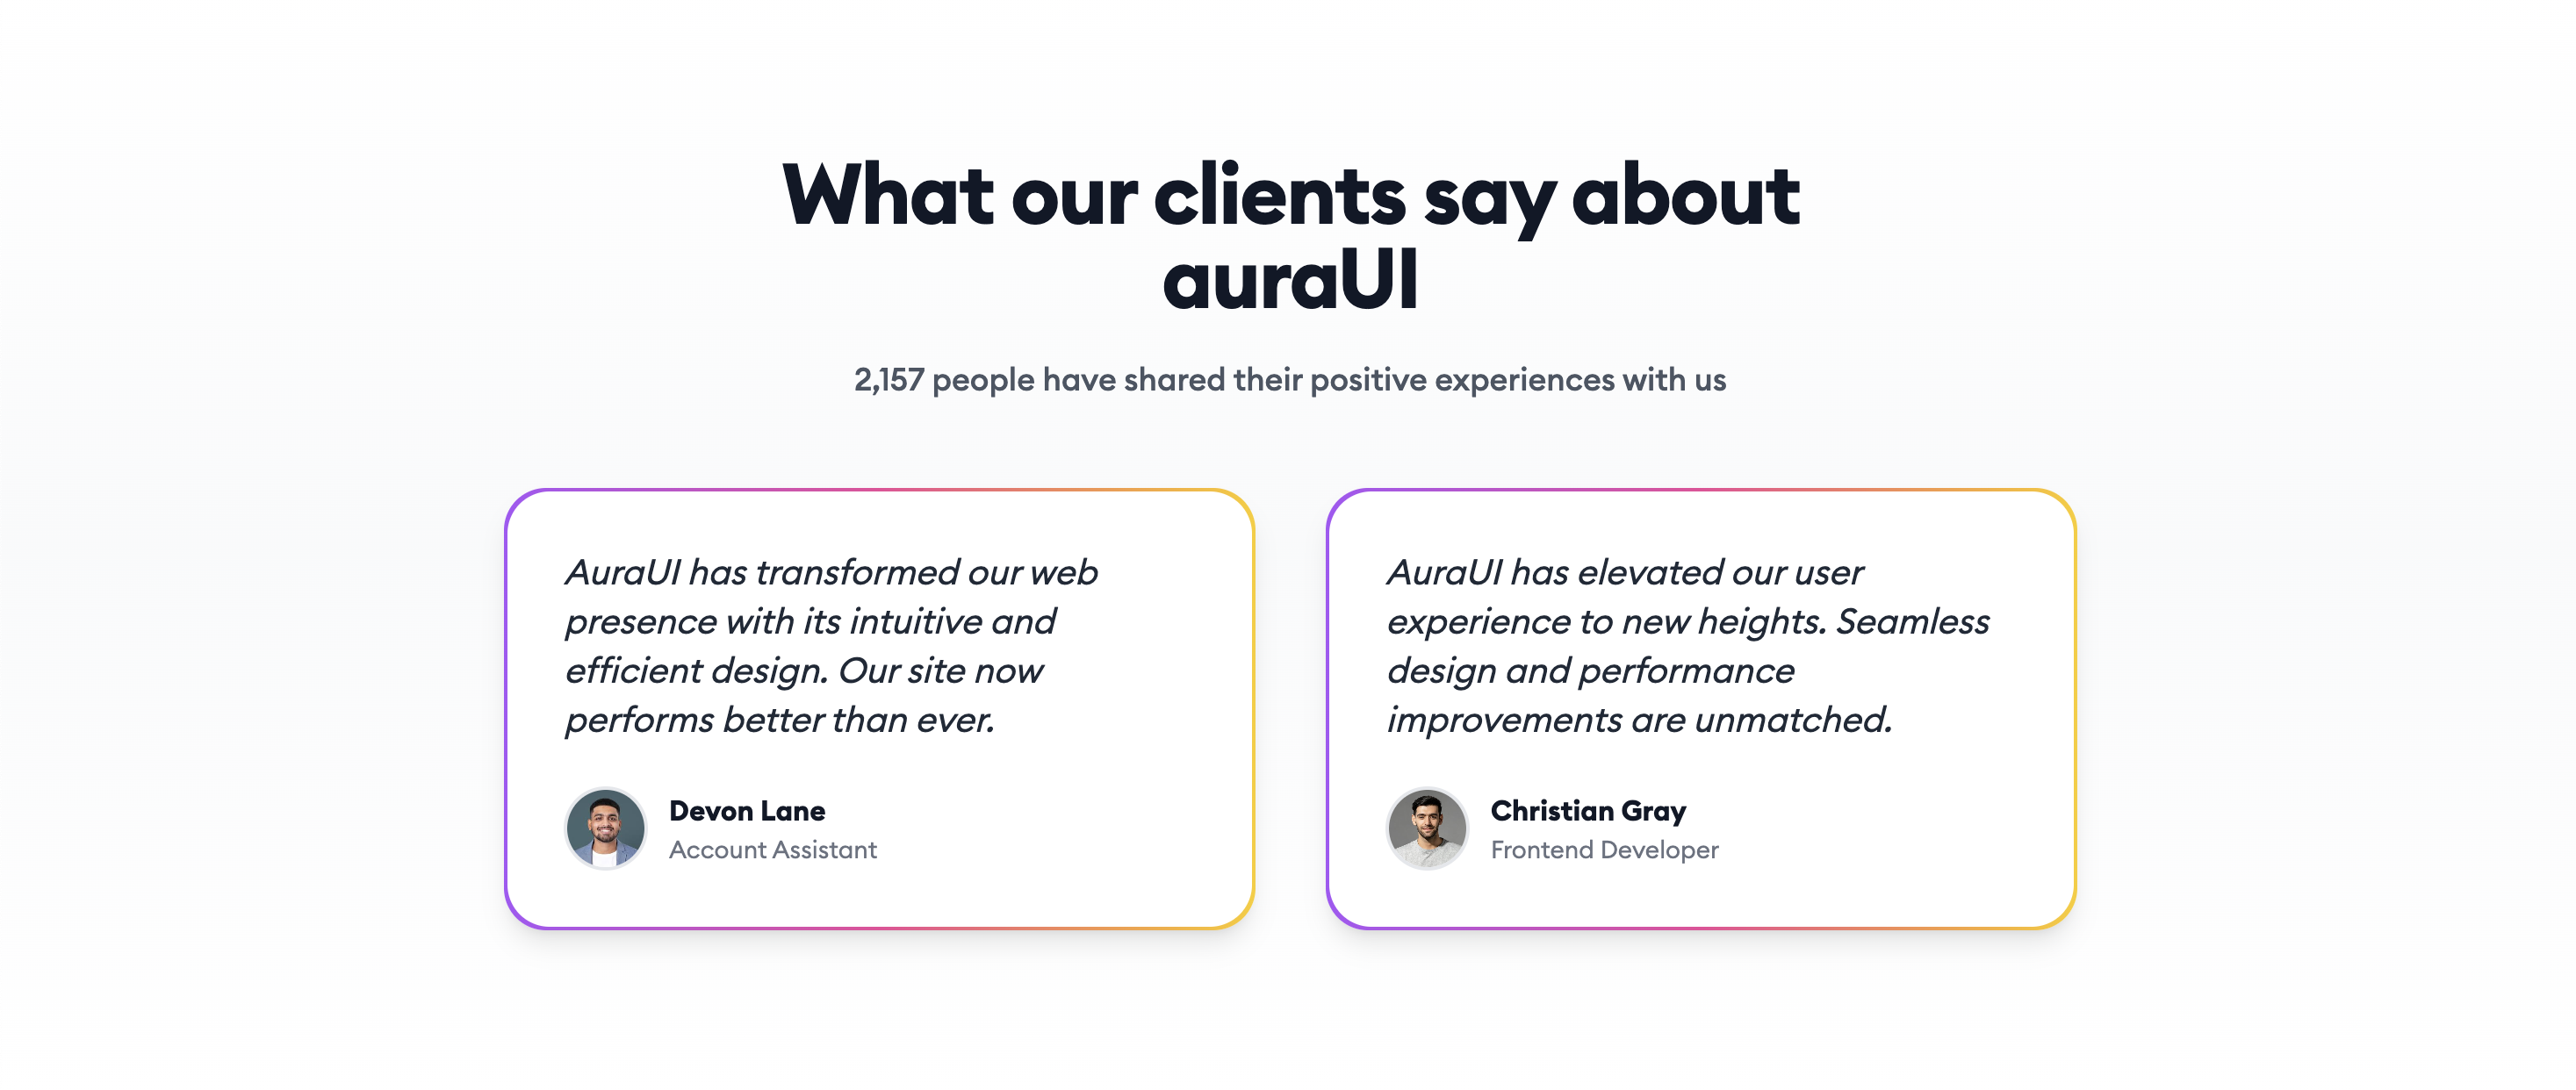 What our clients say about
auraUI
2,157 people have shared their positive experiences with us
AuraUI has transformed our web
presence with its intuitive and
efficient design. Our site now
performs better than ever.
Devon Lane
Account Assistant
AuraUI has elevated our user
experience to new heights. Seamless
design and performance
improvements are unmatched.
Christian Gray
Frontend Developer